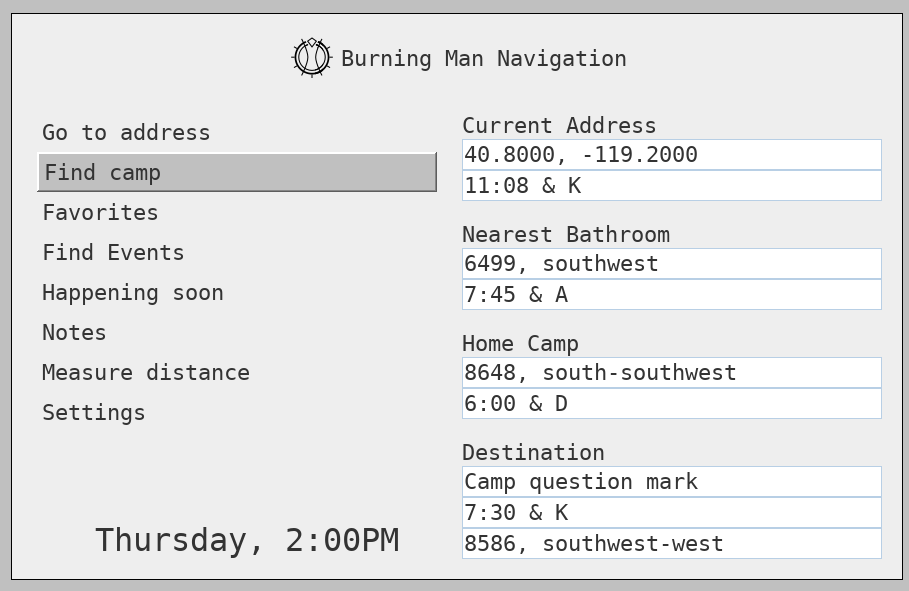 Burning Man Navigation
Go to address
Find camp
Favorites
Find Events
Happening soon
Notes
Measure distance
Settings
Thursday, 2:00PM
Current Address
40.8000, -119.2000
11:08 & K
Nearest Bathroom
6499, southwest
7:45 & A
Home Camp
8648, south-southwest
6:00 & D
Destination
Camp question mark
7:30 & K
8586, southwest-west